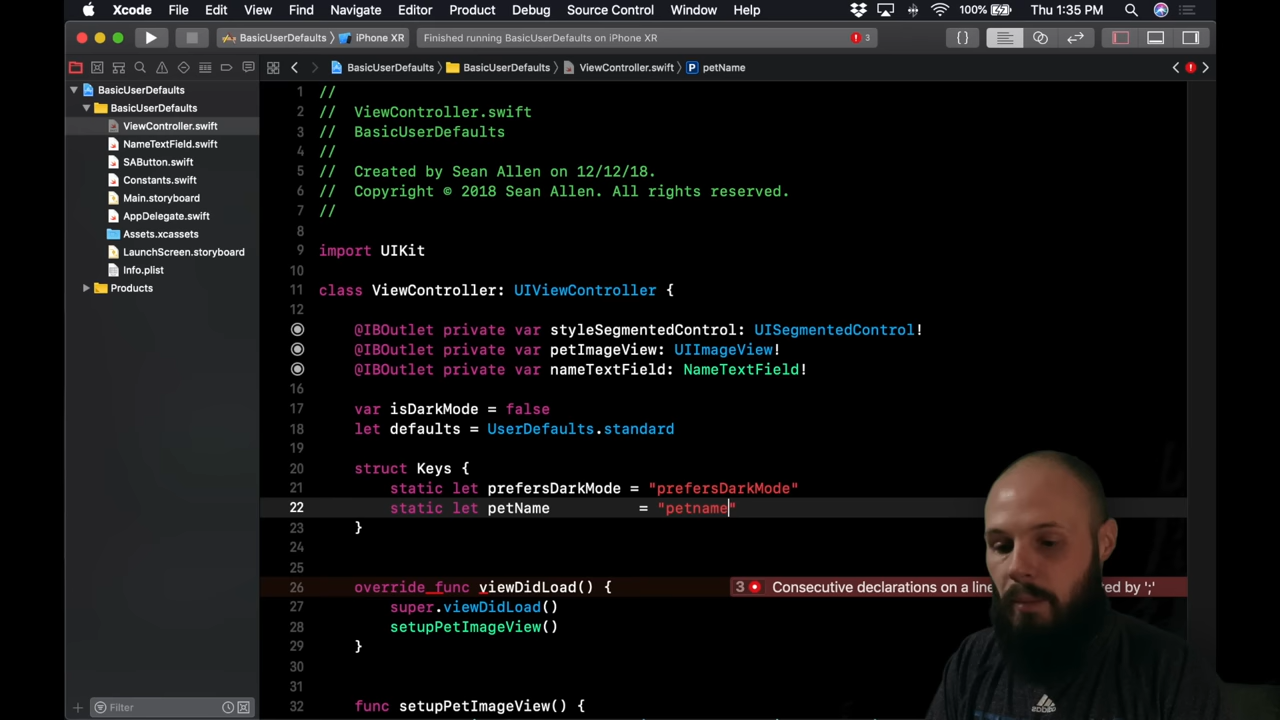 Xcode File Edit View Find Navigate Editor Product Debug Source Control Window Help 100% Thu 1:35 PM
BasicUserDefaults iPhone XR Finished running BasicUserDefaults on iPhone XR 3
BasicUserDefaults BasicUserDefaults ViewController.swift P petName
BasicUserDefaults
BasicUserDefaults
ViewController.swift
NameTextField.swift
SAButton.swift
Constants.swift
Main.storyboard
AppDelegate.swift
Assets.xcassets
LaunchScreen.storyboard
Info.plist
Products
Filter
1 //
2 // ViewController.swift
3 // BasicUserDefaults
4 //
5 // Created by Sean Allen on 12/12/18.
6 // Copyright © 2018 Sean Allen. All rights reserved.
7 //
8
9 import UIKit
10
11 class ViewController: UIViewController {
12
@IBOutlet private var styleSegmentedControl: UISegmentedControl!
@IBOutlet private var petImageView: UIImageView!
@IBOutlet private var nameTextField: NameTextField!
16
17 var isDarkMode = false
18 let defaults = UserDefaults.standard
19
20 struct Keys {
21 static let prefersDarkMode = "prefersDarkMode"
22 static let petName = "petname"
23 }
24
25
26 override func viewDidLoad() { 3 Consecutive declarations on a line ed by ';'
27 super.viewDidLoad()
28 setupPetImageView()
29 }
30
31
32 func setupPetImageView() {